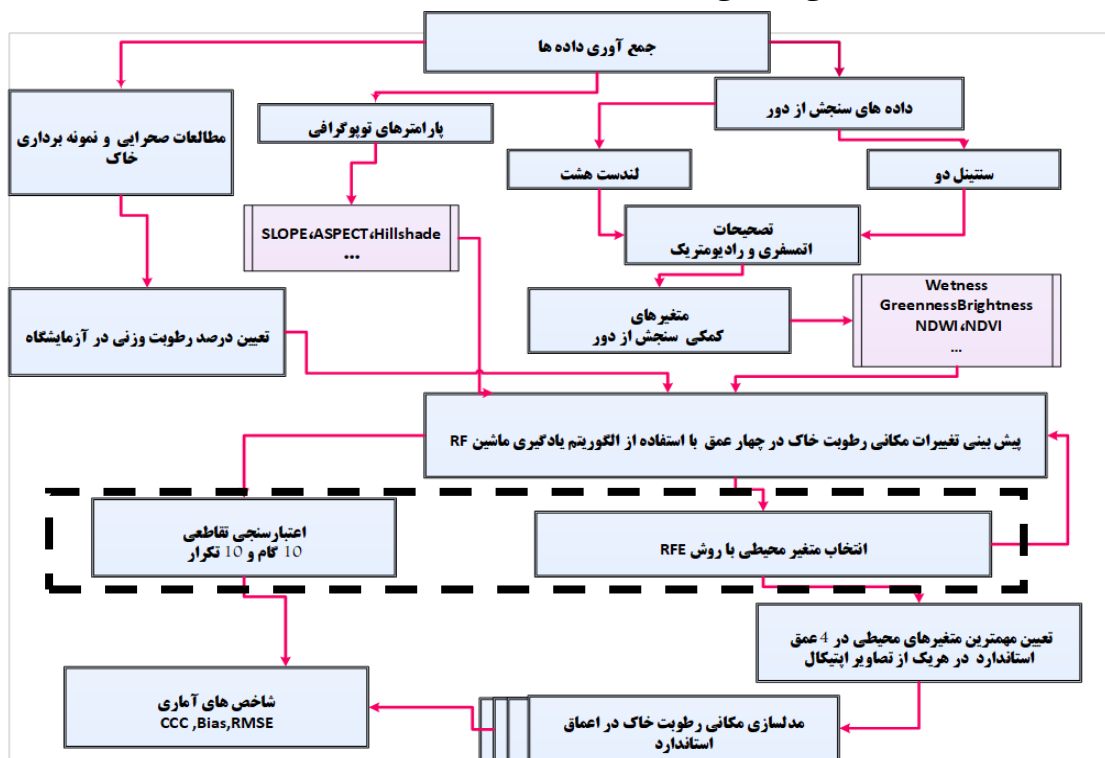 جمع آوری داده ها
داده های سنجش از دور
پارامترهای توپوگرافی
مطالعات صحرایی و نمونه برداری
خاک
سنتینل دو
لندست هشت
SLOPE،ASPECT،Hillshade
...
تصحیحات
اتمسفری و رادیومتریک
Wetness
GreennessBrightness
NDWI،NDVI
...
متغیرهای
کمکی سنجش از دور
تعیین درصد رطوبت وزنی در آزمایشگاه
پیش بینی تغییرات مکانی رطوبت خاک در چهار عمق با استفاده از الگوریتم یادگیری ماشین RF
انتخاب متغیر محیطی با روش RFE
اعتبارسنجی تقاطعی
10 گام و 10 تکرار
تعیین مهمترین متغیرهای محیطی در 4 عمق
استاندارد در هریک از تصاویر اپتیکال
مدلسازی مکانی رطوبت خاک در اعماق
استاندارد
شاخص های آماری
CCC ,Bias,RMSE